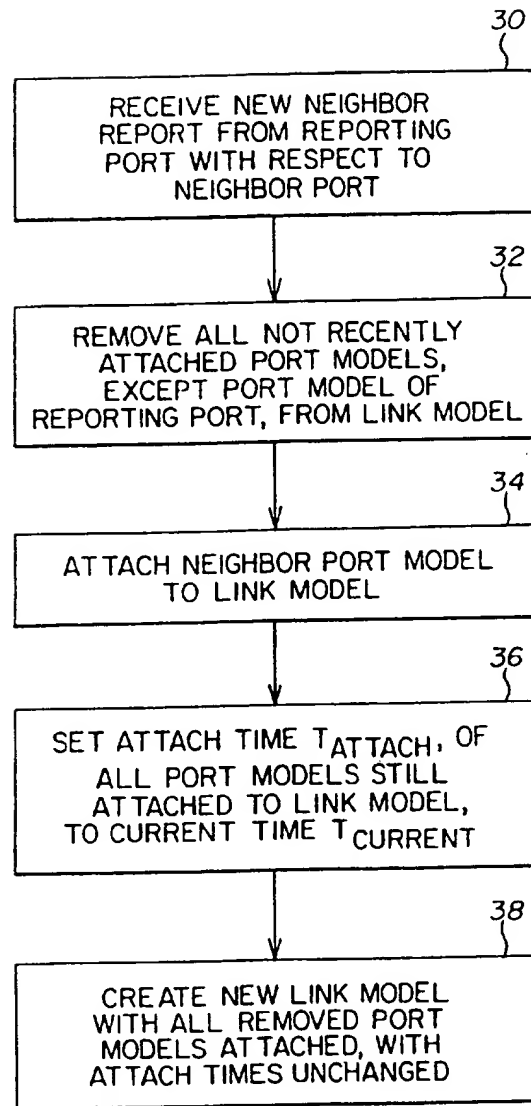 30
RECEIVE NEW NEIGHBOR
REPORT FROM REPORTING
PORT WITH RESPECT TO
NEIGHBOR PORT
32
REMOVE ALL NOT RECENTLY
ATTACHED PORT MODELS,
EXCEPT PORT MODEL OF
REPORTING PORT, FROM LINK MODEL
34
ATTACH NEIGHBOR PORT MODEL
TO LINK MODEL
36
SET ATTACH TIME TATTACH, OF
ALL PORT MODELS STILL
ATTACHED TO LINK MODEL,
TO CURRENT TIME TCURRENT
38
CREATE NEW LINK MODEL
WITH ALL REMOVED PORT
MODELS ATTACHED, WITH
ATTACH TIMES UNCHANGED